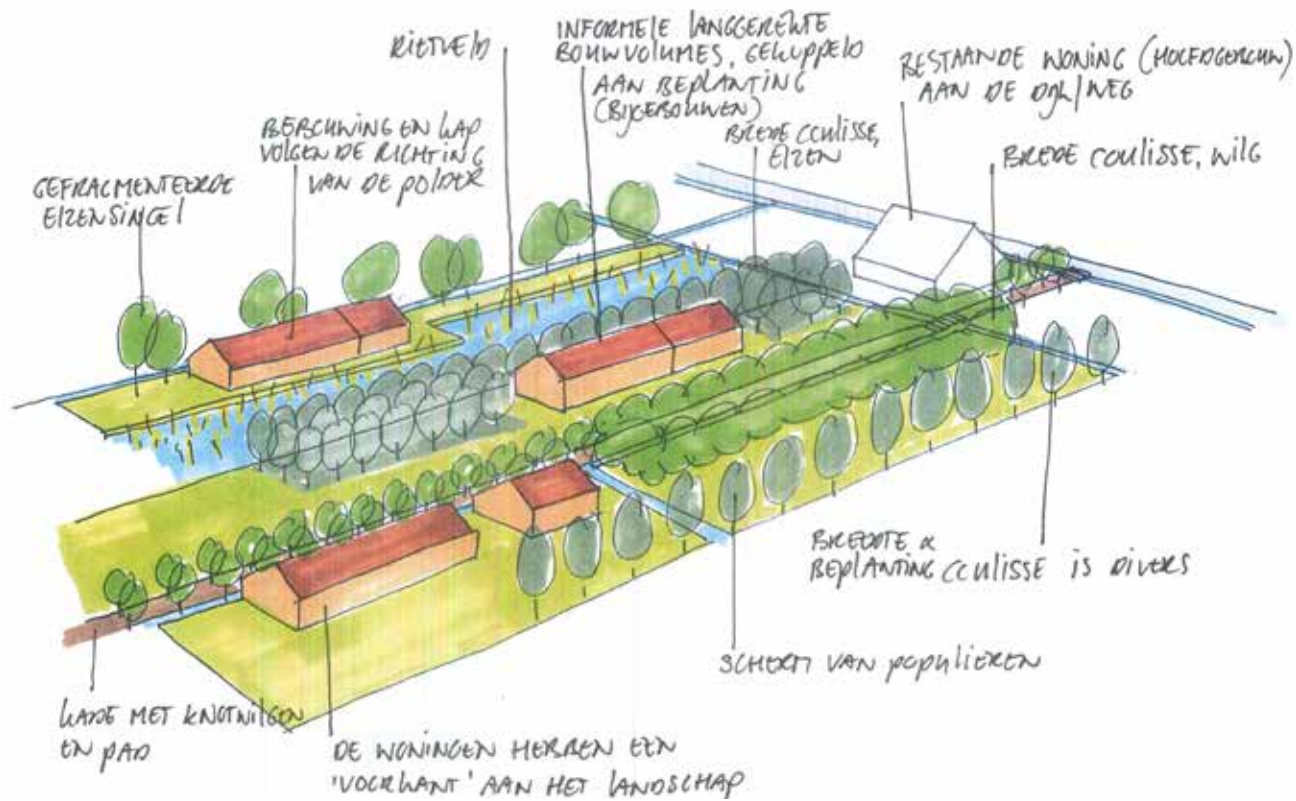 RIETVELD
INFORMELE LANGGEREKTE
BOUWVOLUMES, GEKOPPELD
AAN BEPLANTING
(BIJGEBOUWEN)
BESTAANDE WONING (HOOFDGEBOUW)
AAN DE DIJK/WEG
BEBOUWING EN KAP
VOLGEN DE RICHTING
VAN DE POLDER
BREDE COULISSE,
ELZEN
BREDE COULISSE, WILG
GEFRAGMENTEERDE
ELZENSINGEL
BREEDTE &
BEPLANTING COULISSE IS DIVERS
SCHERM VAN POPULIEREN
KADE MET KNOTWILGEN
EN PAD
DE WONINGEN HEBBEN EEN
'VOORKANT' AAN HET LANDSCHAP